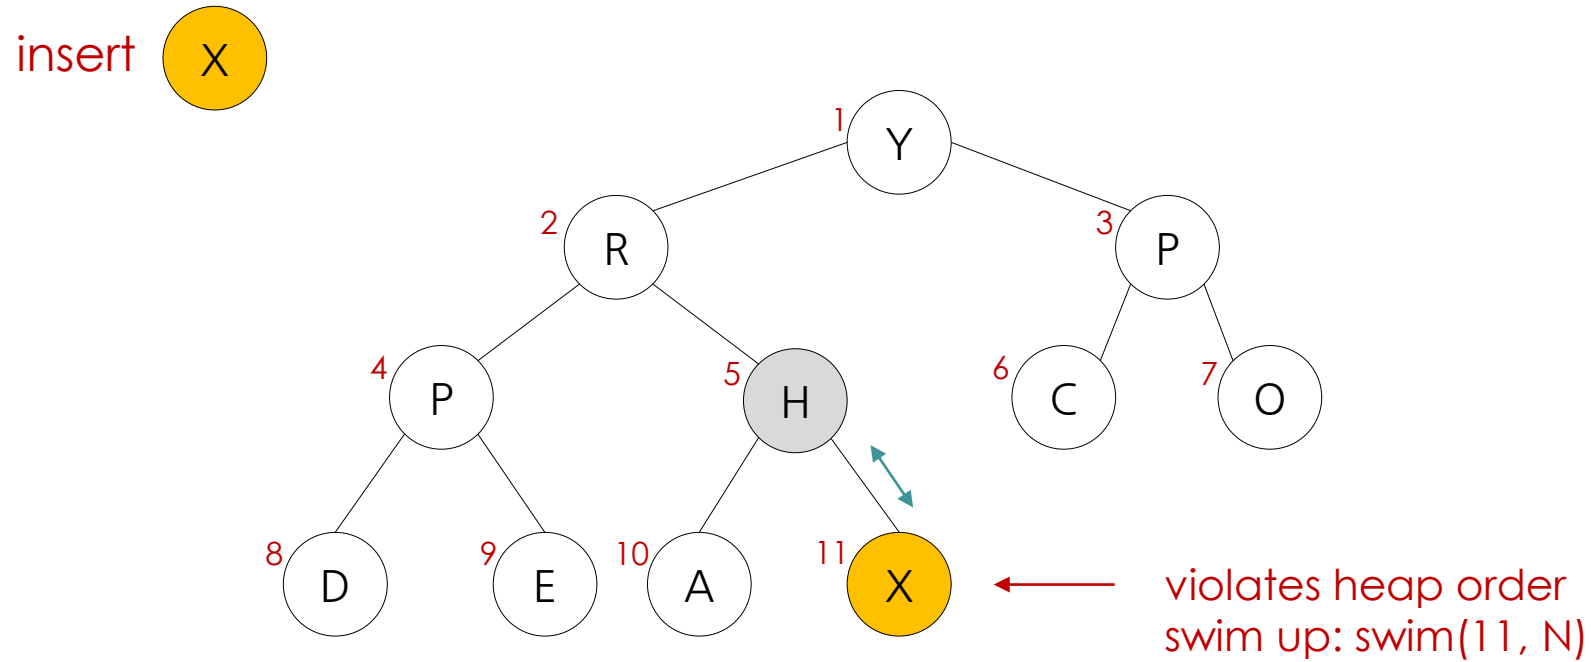 insert X
1 Y
2 R 3 P
4 P 5 H 6 C 7 O
8 D 9 E 10 A 11 X
violates heap order
swim up: swim(11, N)